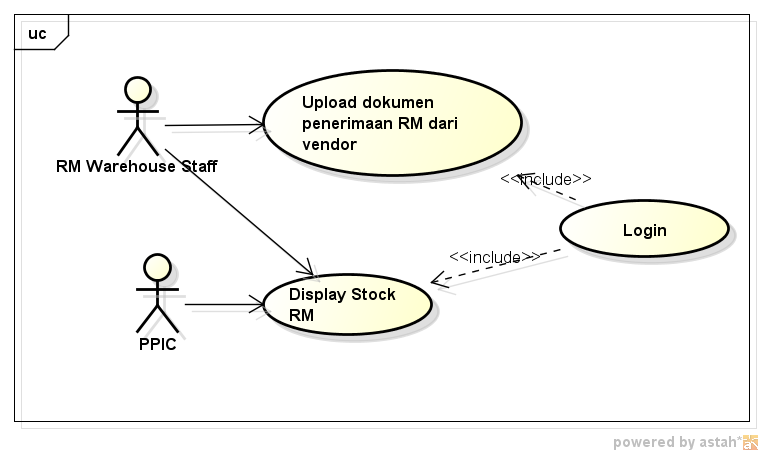 uc
Upload dokumen
penerimaan RM dari
vendor
RM Warehouse Staff
<<include>>
Login
<<include>>
Display Stock
RM
PPIC
powered by astah*